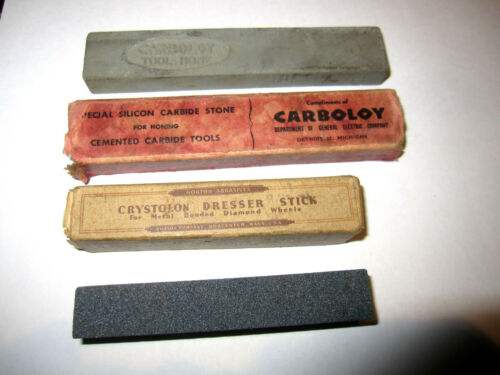 CARBOLOY
TOOL HONE
SPECIAL SILICON CARBIDE STONE
FOR HONING
CEMENTED CARBIDE TOOLS
Compliments of
CARBOLOY
DEPARTMENT OF GENERAL ELECTRIC COMPANY
DETROIT 32, MICHIGAN
NORTON ABRASIVES
CRYSTOLON DRESSER STICK
For Metal Bonded Diamond Wheels
NORTON COMPANY, WORCESTER, MASS.